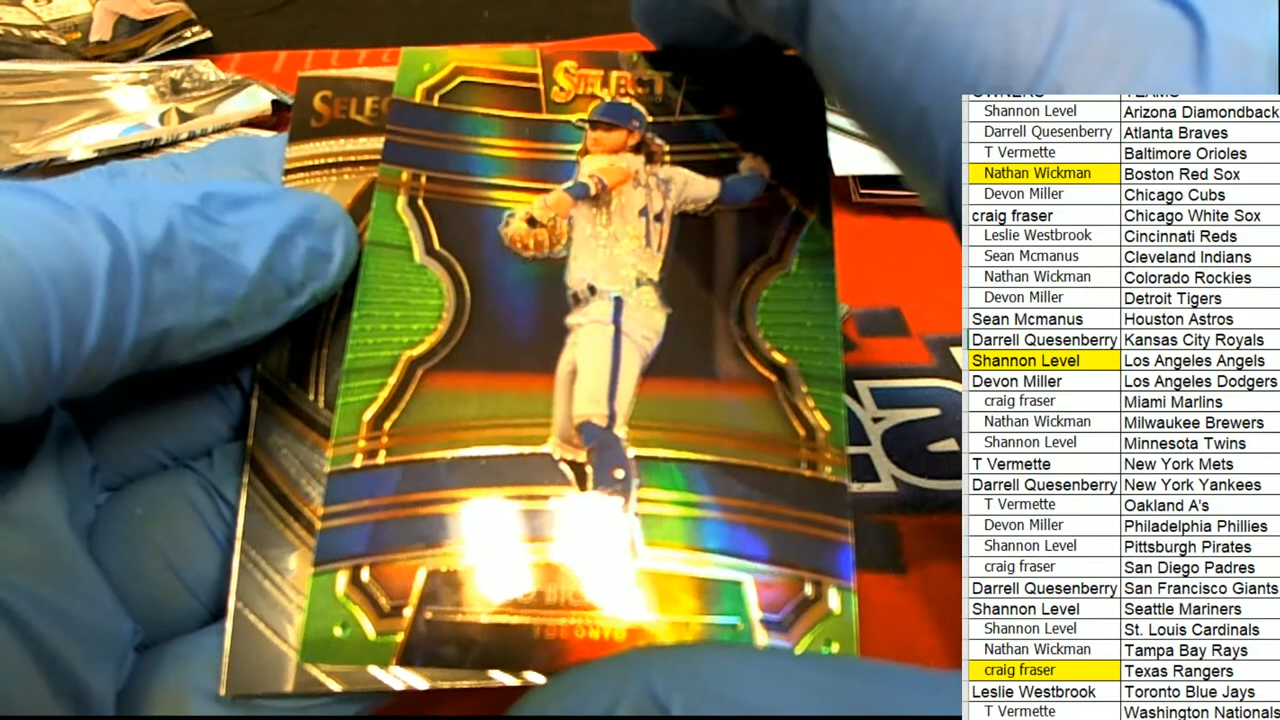 SELECT
SELEC
11
TORONTO
Shannon Level Arizona Diamondback
Darrell Quesenberry Atlanta Braves
T Vermette Baltimore Orioles
Nathan Wickman Boston Red Sox
Devon Miller Chicago Cubs
craig fraser Chicago White Sox
Leslie Westbrook Cincinnati Reds
Sean Mcmanus Cleveland Indians
Nathan Wickman Colorado Rockies
Devon Miller Detroit Tigers
Sean Mcmanus Houston Astros
Darrell Quesenberry Kansas City Royals
Shannon Level Los Angeles Angels
Devon Miller Los Angeles Dodgers
craig fraser Miami Marlins
Nathan Wickman Milwaukee Brewers
Shannon Level Minnesota Twins
T Vermette New York Mets
Darrell Quesenberry New York Yankees
T Vermette Oakland A's
Devon Miller Philadelphia Phillies
Shannon Level Pittsburgh Pirates
craig fraser San Diego Padres
Darrell Quesenberry San Francisco Giants
Shannon Level Seattle Mariners
Shannon Level St. Louis Cardinals
Nathan Wickman Tampa Bay Rays
craig fraser Texas Rangers
Leslie Westbrook Toronto Blue Jays
T Vermette Washington Nationals